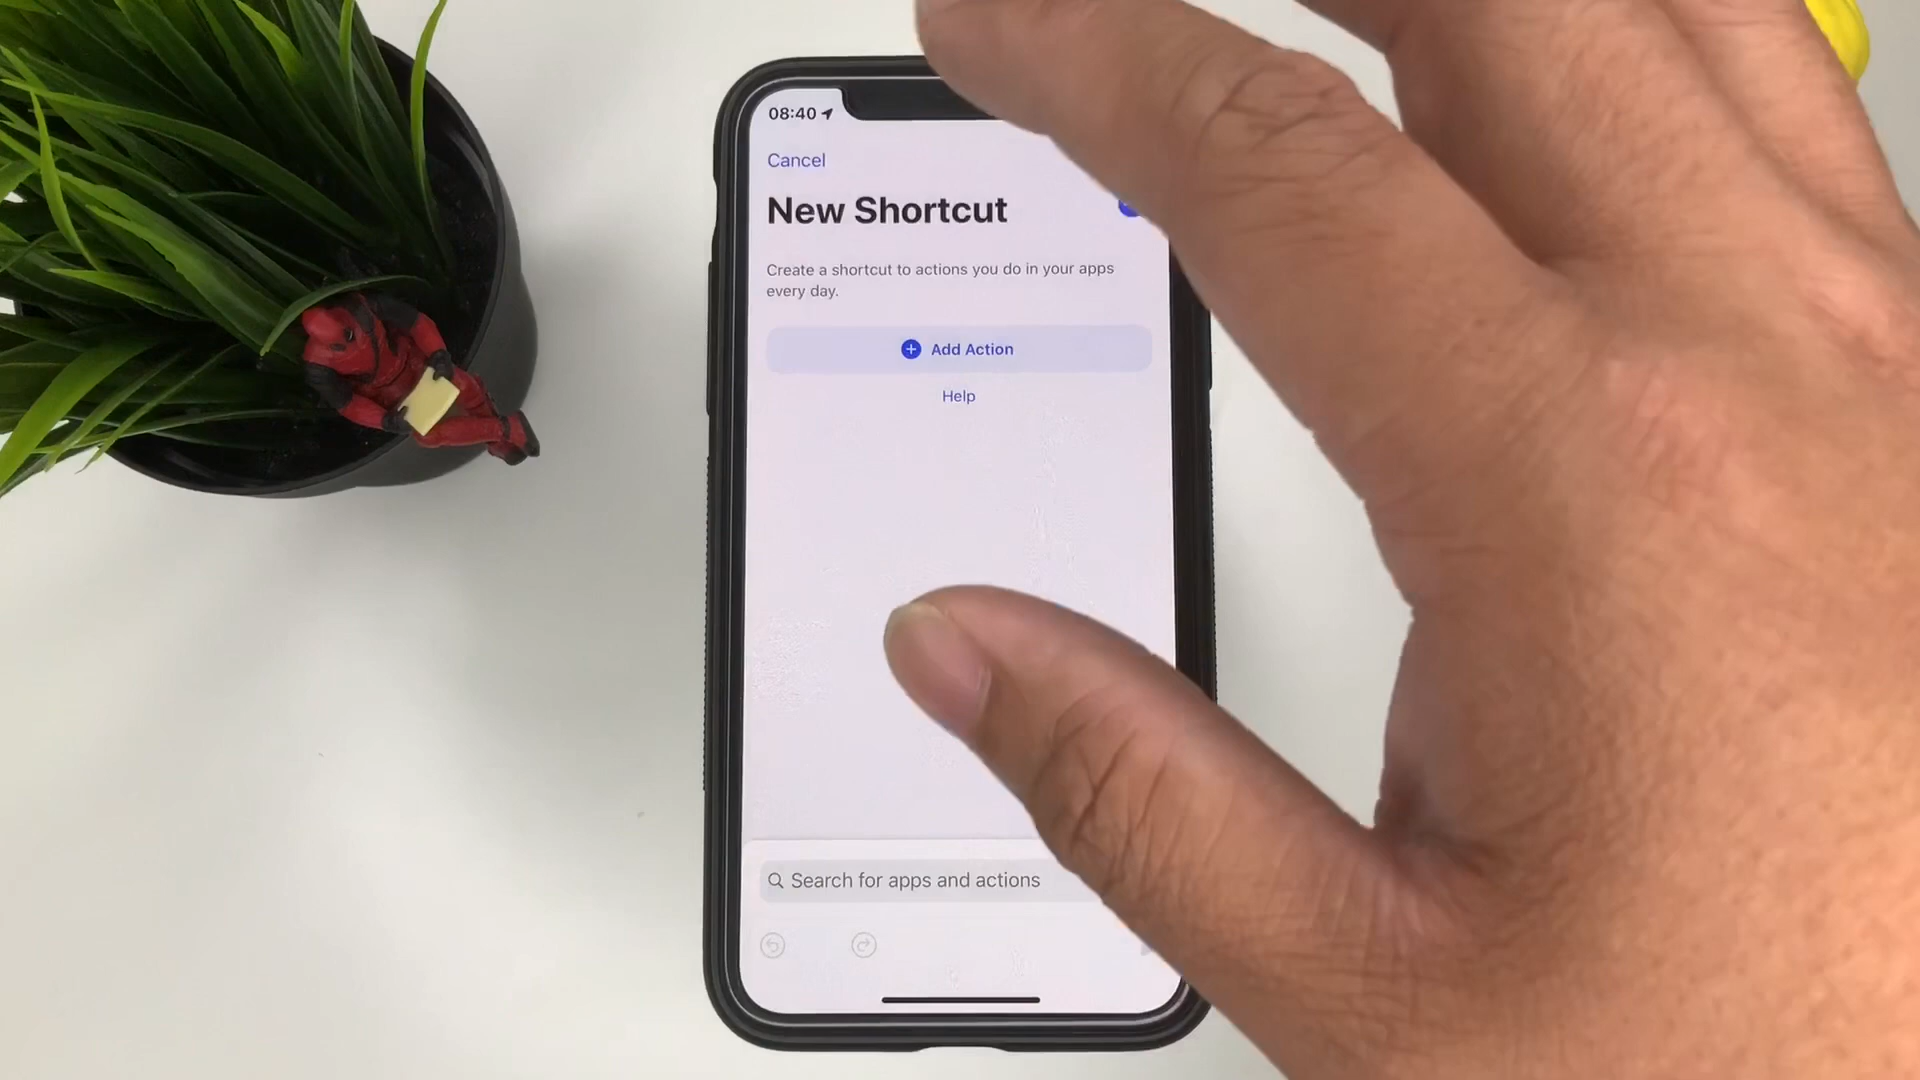 08:40
Cancel
New Shortcut
Create a shortcut to actions you do in your apps
every day.
Add Action
Help
Search for apps and actions